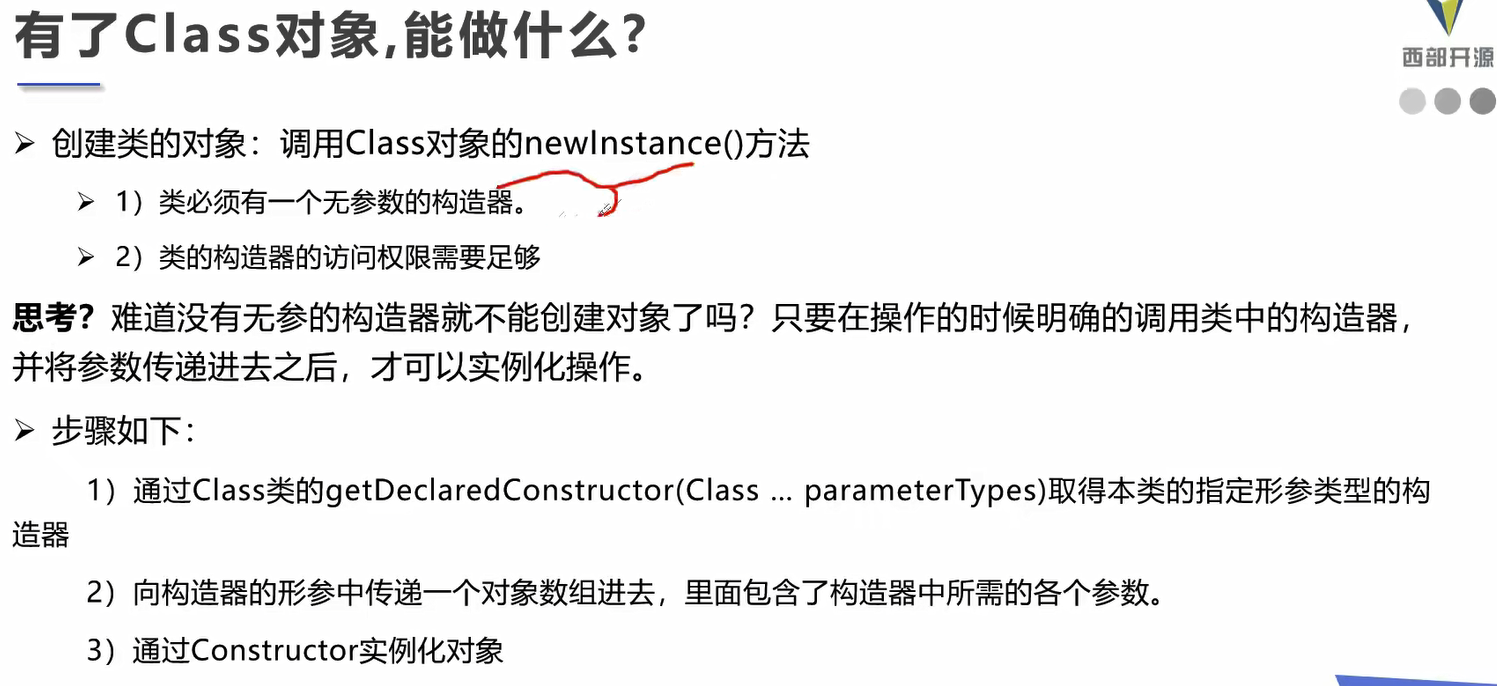 有了Class对象,能做什么?
西部开源
➢ 创建类的对象：调用Class对象的newInstance()方法
➢ 1）类必须有一个无参数的构造器。
➢ 2）类的构造器的访问权限需要足够
思考？难道没有无参的构造器就不能创建对象了吗？只要在操作的时候明确的调用类中的构造器，
并将参数传递进去之后，才可以实例化操作。
➢ 步骤如下：
1）通过Class类的getDeclaredConstructor(Class … parameterTypes)取得本类的指定形参类型的构
造器
2）向构造器的形参中传递一个对象数组进去，里面包含了构造器中所需的各个参数。
3）通过Constructor实例化对象